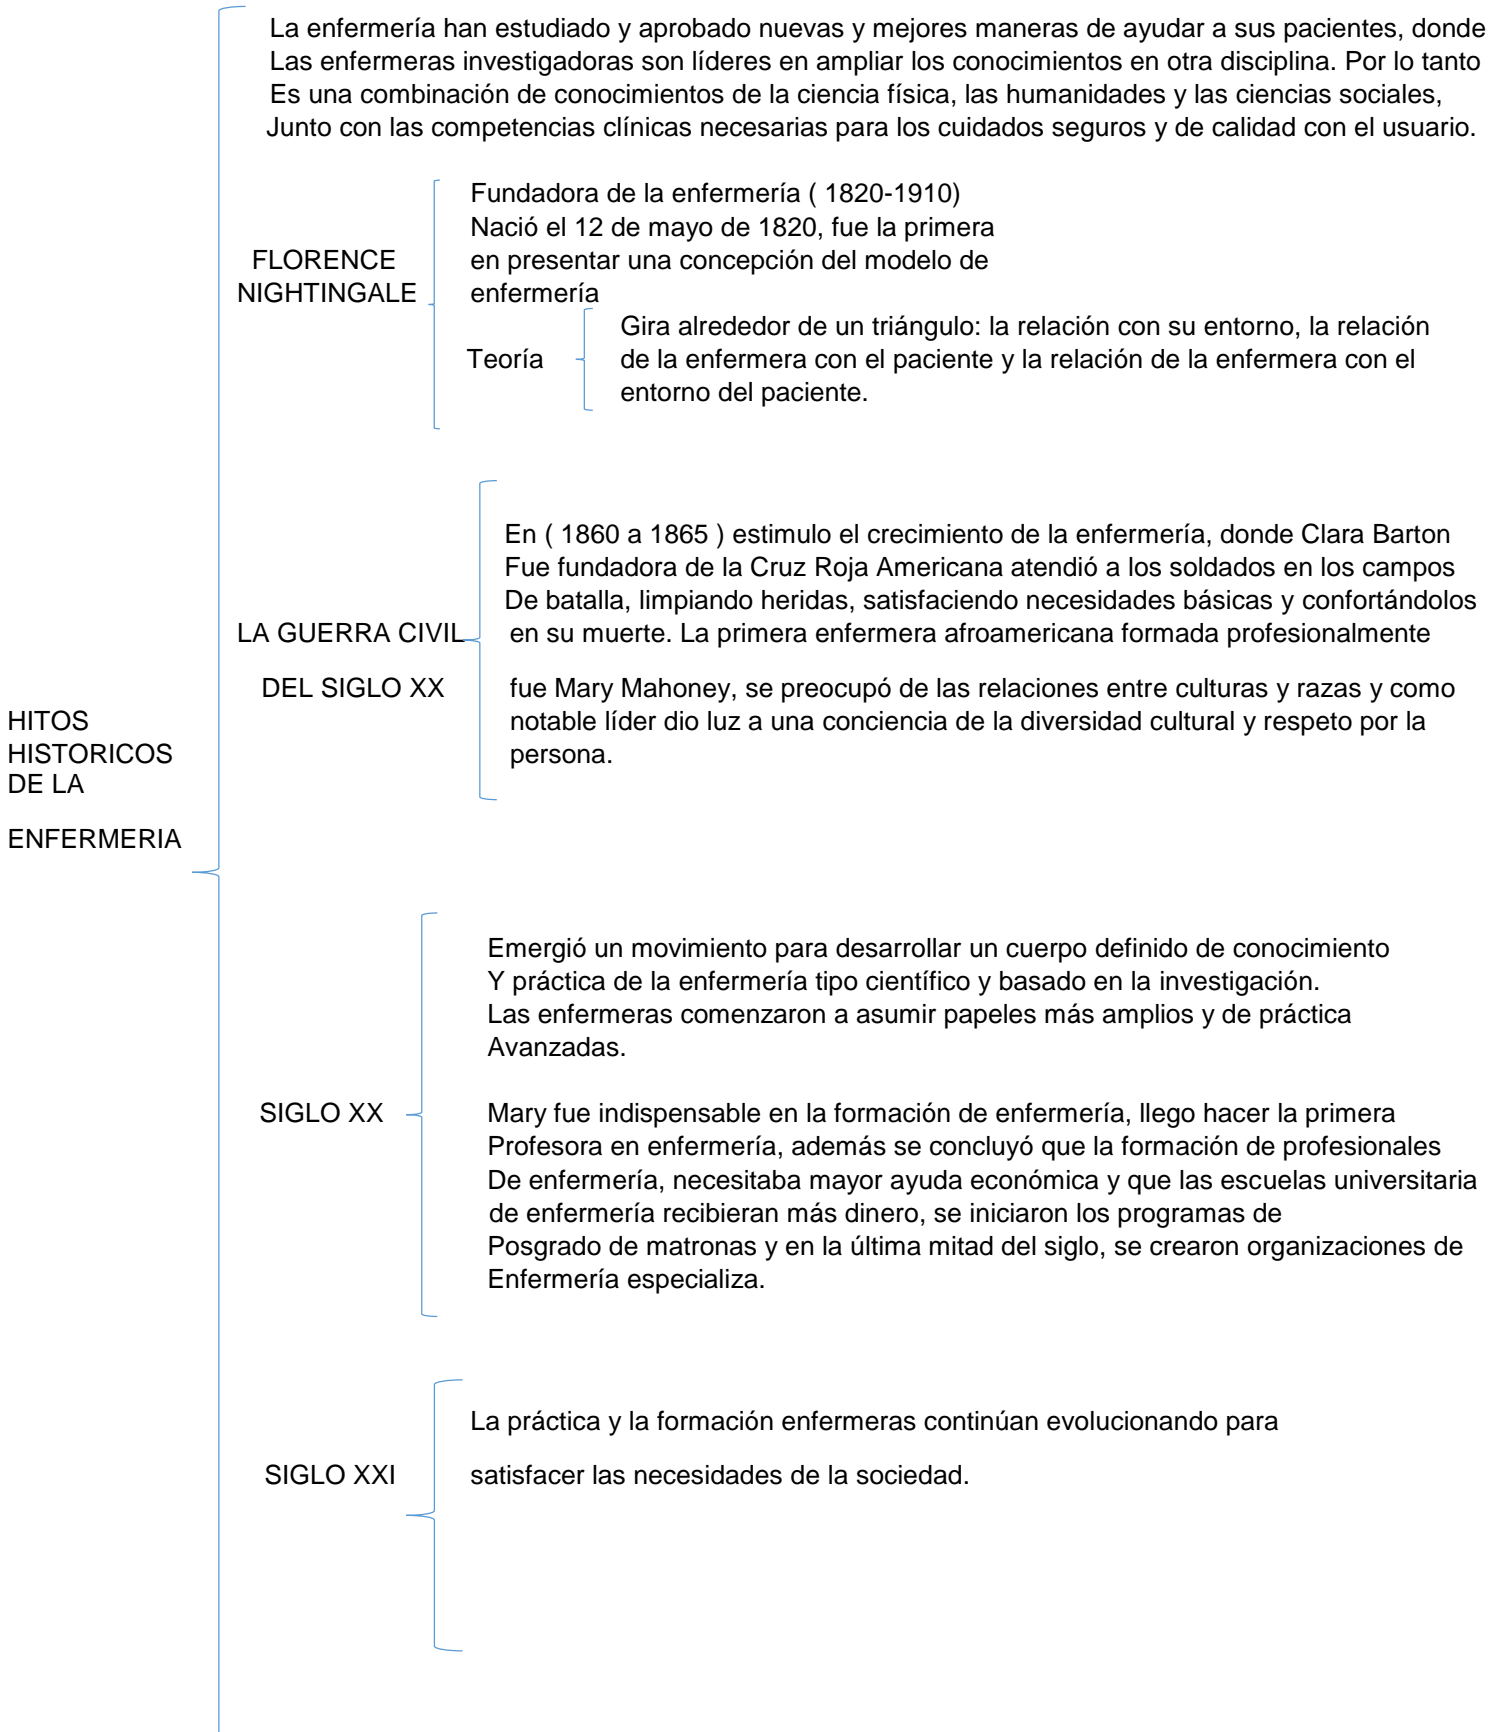 La enfermería han estudiado y aprobado nuevas y mejores maneras de ayudar a sus pacientes, donde
Las enfermeras investigadoras son líderes en ampliar los conocimientos en otra disciplina. Por lo tanto
Es una combinación de conocimientos de la ciencia física, las humanidades y las ciencias sociales,
Junto con las competencias clínicas necesarias para los cuidados seguros y de calidad con el usuario.
FLORENCE
NIGHTINGALE
Fundadora de la enfermería ( 1820-1910)
Nació el 12 de mayo de 1820, fue la primera
en presentar una concepción del modelo de
enfermería
Teoría
Gira alrededor de un triángulo: la relación con su entorno, la relación
de la enfermera con el paciente y la relación de la enfermera con el
entorno del paciente.
LA GUERRA CIVIL
DEL SIGLO XX
En ( 1860 a 1865 ) estimulo el crecimiento de la enfermería, donde Clara Barton
Fue fundadora de la Cruz Roja Americana atendió a los soldados en los campos
De batalla, limpiando heridas, satisfaciendo necesidades básicas y confortándolos
en su muerte. La primera enfermera afroamericana formada profesionalmente
fue Mary Mahoney, se preocupó de las relaciones entre culturas y razas y como
notable líder dio luz a una conciencia de la diversidad cultural y respeto por la
persona.
HITOS
HISTORICOS
DE LA
ENFERMERIA
SIGLO XX
Emergió un movimiento para desarrollar un cuerpo definido de conocimiento
Y práctica de la enfermería tipo científico y basado en la investigación.
Las enfermeras comenzaron a asumir papeles más amplios y de práctica
Avanzadas.
Mary fue indispensable en la formación de enfermería, llego hacer la primera
Profesora en enfermería, además se concluyó que la formación de profesionales
De enfermería, necesitaba mayor ayuda económica y que las escuelas universitaria
de enfermería recibieran más dinero, se iniciaron los programas de
Posgrado de matronas y en la última mitad del siglo, se crearon organizaciones de
Enfermería especializa.
SIGLO XXI
La práctica y la formación enfermeras continúan evolucionando para
satisfacer las necesidades de la sociedad.